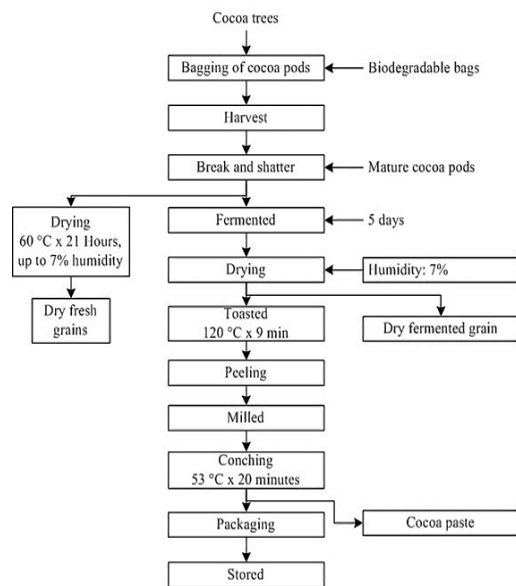 Cocoa trees
Bagging of cocoa pods
Biodegradable bags
Harvest
Break and shatter
Mature cocoa pods
Drying
60 °C x 21 Hours,
up to 7% humidity
Fermented
5 days
Drying
Humidity: 7%
Dry fresh
grains
Toasted
120 °C x 9 min
Dry fermented grain
Peeling
Milled
Conching
53 °C x 20 minutes
Packaging
Cocoa paste
Stored